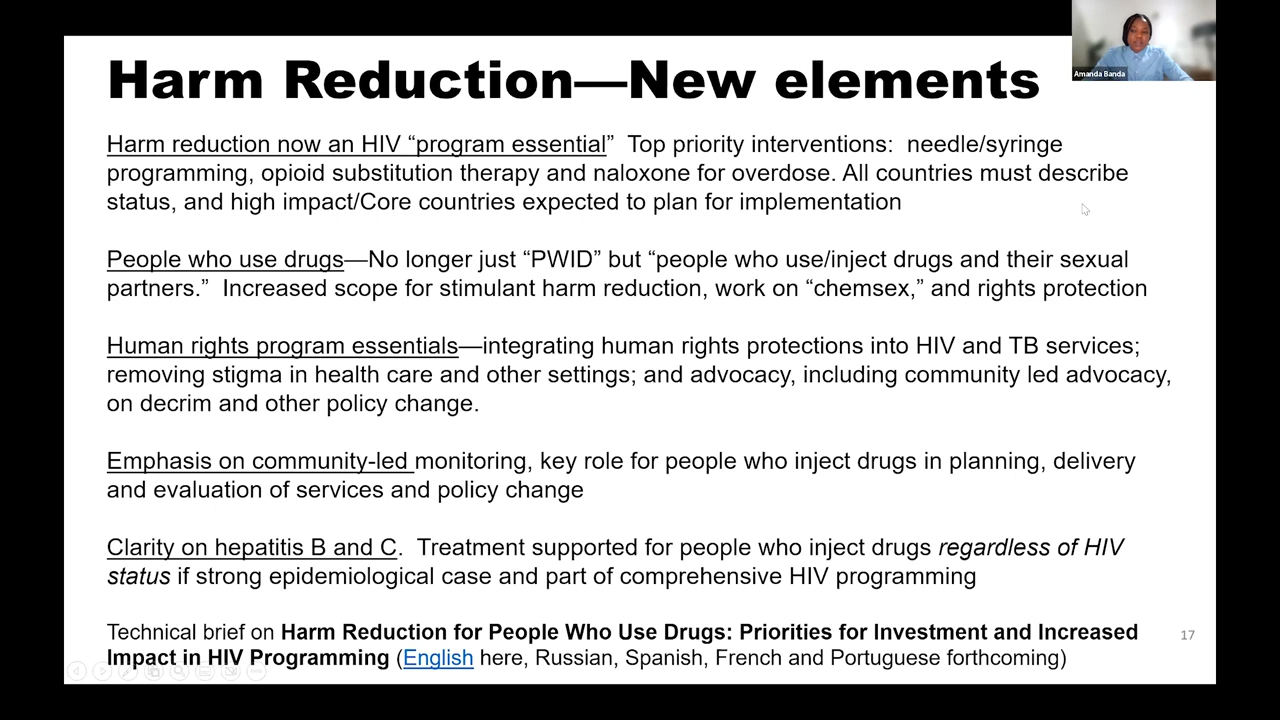 Harm Reduction—New elements
Amanda Banda
Harm reduction now an HIV “program essential”  Top priority interventions:  needle/syringe
programming, opioid substitution therapy and naloxone for overdose. All countries must describe
status, and high impact/Core countries expected to plan for implementation
People who use drugs—No longer just “PWID” but “people who use/inject drugs and their sexual
partners.”  Increased scope for stimulant harm reduction, work on “chemsex,” and rights protection
Human rights program essentials—integrating human rights protections into HIV and TB services;
removing stigma in health care and other settings; and advocacy, including community led advocacy,
on decrim and other policy change.
Emphasis on community-led monitoring, key role for people who inject drugs in planning, delivery
and evaluation of services and policy change
Clarity on hepatitis B and C.  Treatment supported for people who inject drugs regardless of HIV
status if strong epidemiological case and part of comprehensive HIV programming
Technical brief on Harm Reduction for People Who Use Drugs: Priorities for Investment and Increased
Impact in HIV Programming (English here, Russian, Spanish, French and Portuguese forthcoming)
17